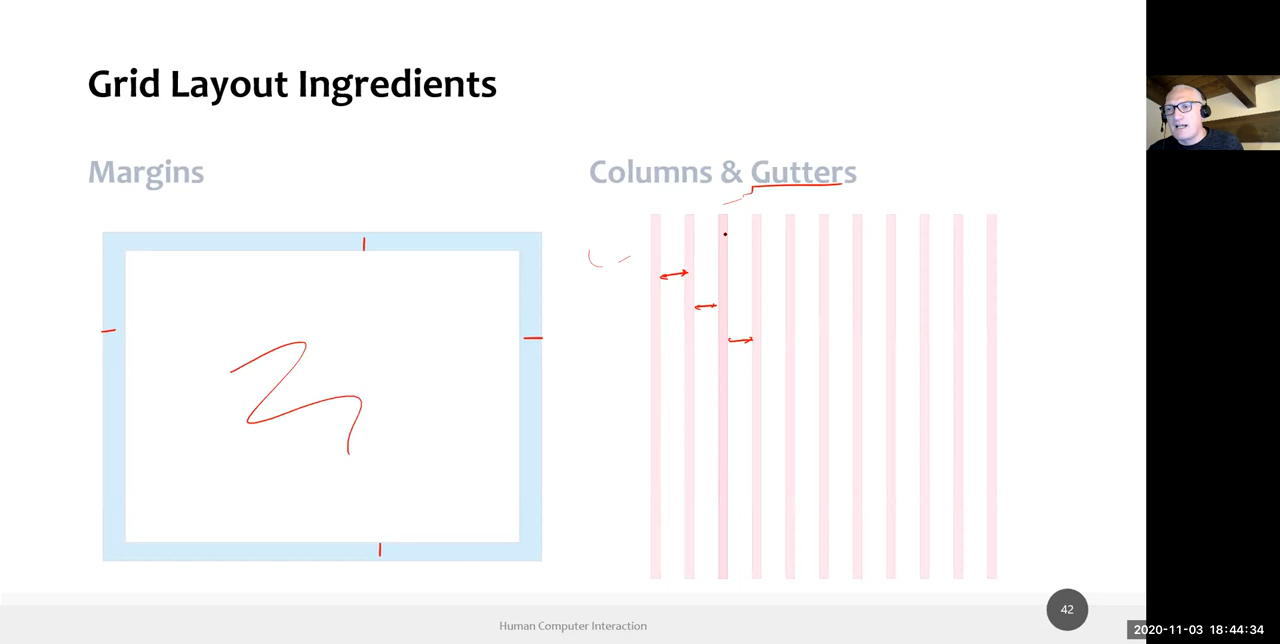 Grid Layout Ingredients
Margins
Columns & Gutters
42
Human Computer Interaction
2020-11-03 18:44:34